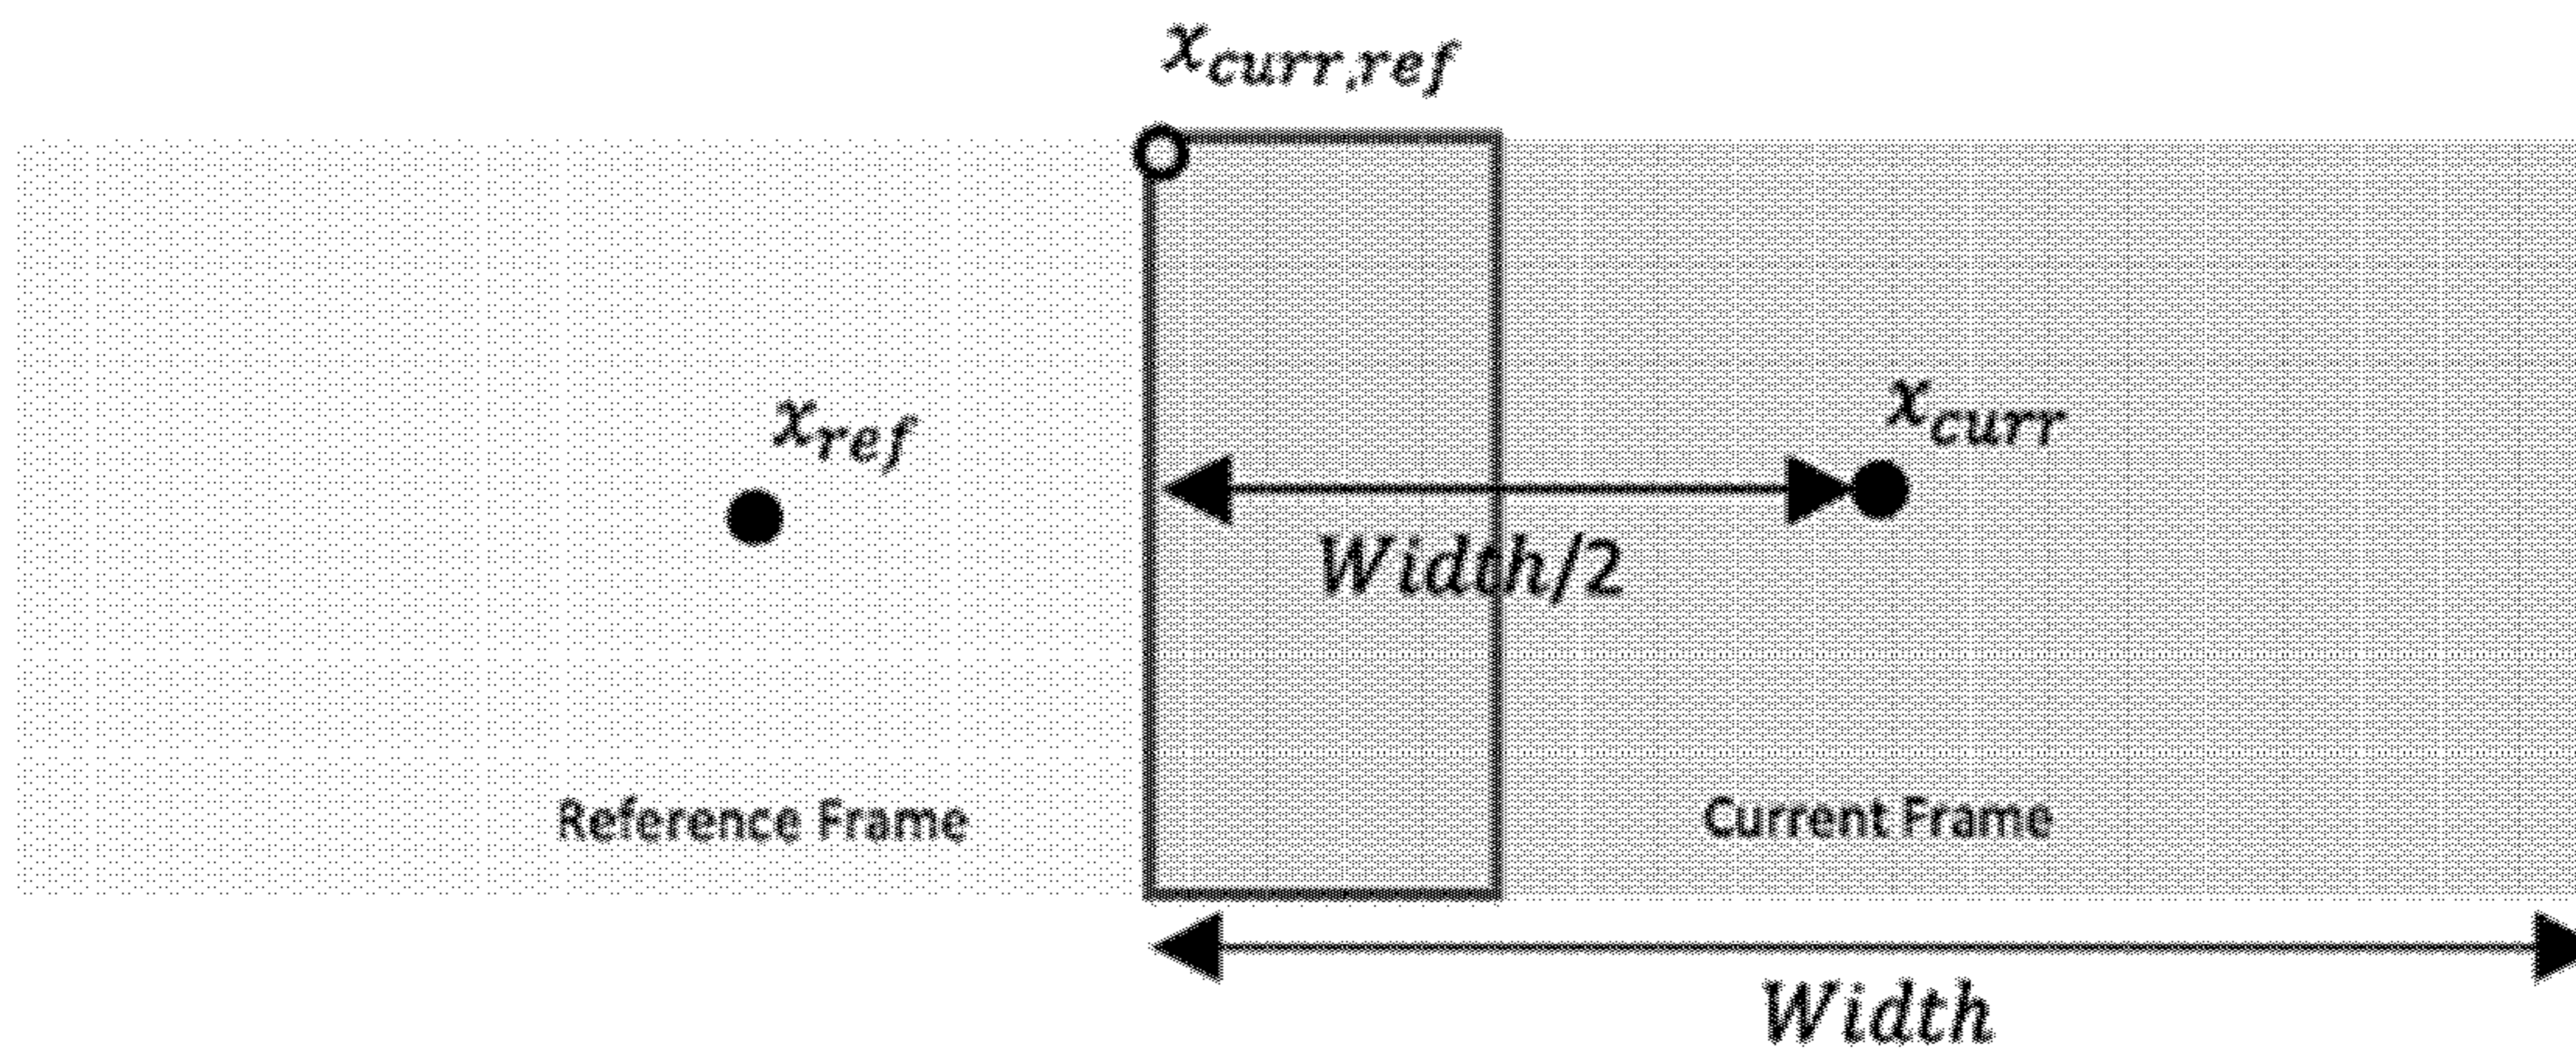 x_{curr,ref}
x_{ref}
x_{curr}
Width/2
Reference Frame
Current Frame
Width